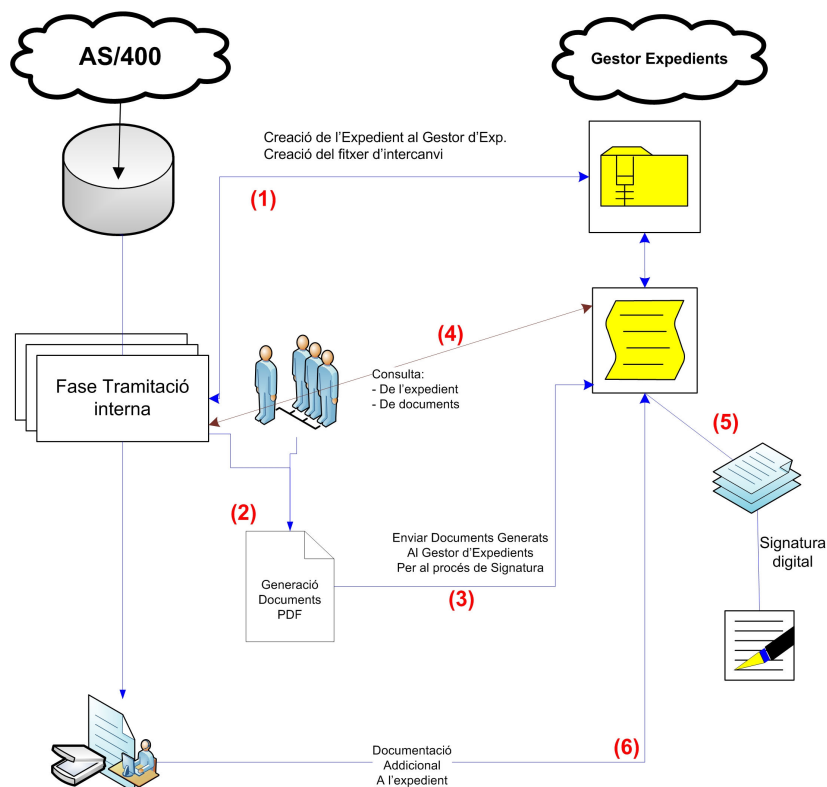 AS/400
Gestor Expedients
Creació de l'Expedient al Gestor d'Exp.
Creació del fitxer d'intercanvi
(1)
(4)
Fase Tramitació
interna
Consulta:
- De l'expedient
- De documents
(5)
(2)
Enviar Documents Generats
Al Gestor d'Expedients
Per al procés de Signatura
Signatura
digital
Generació
Documents
PDF
(3)
(6)
Documentació
Addicional
A l'expedient